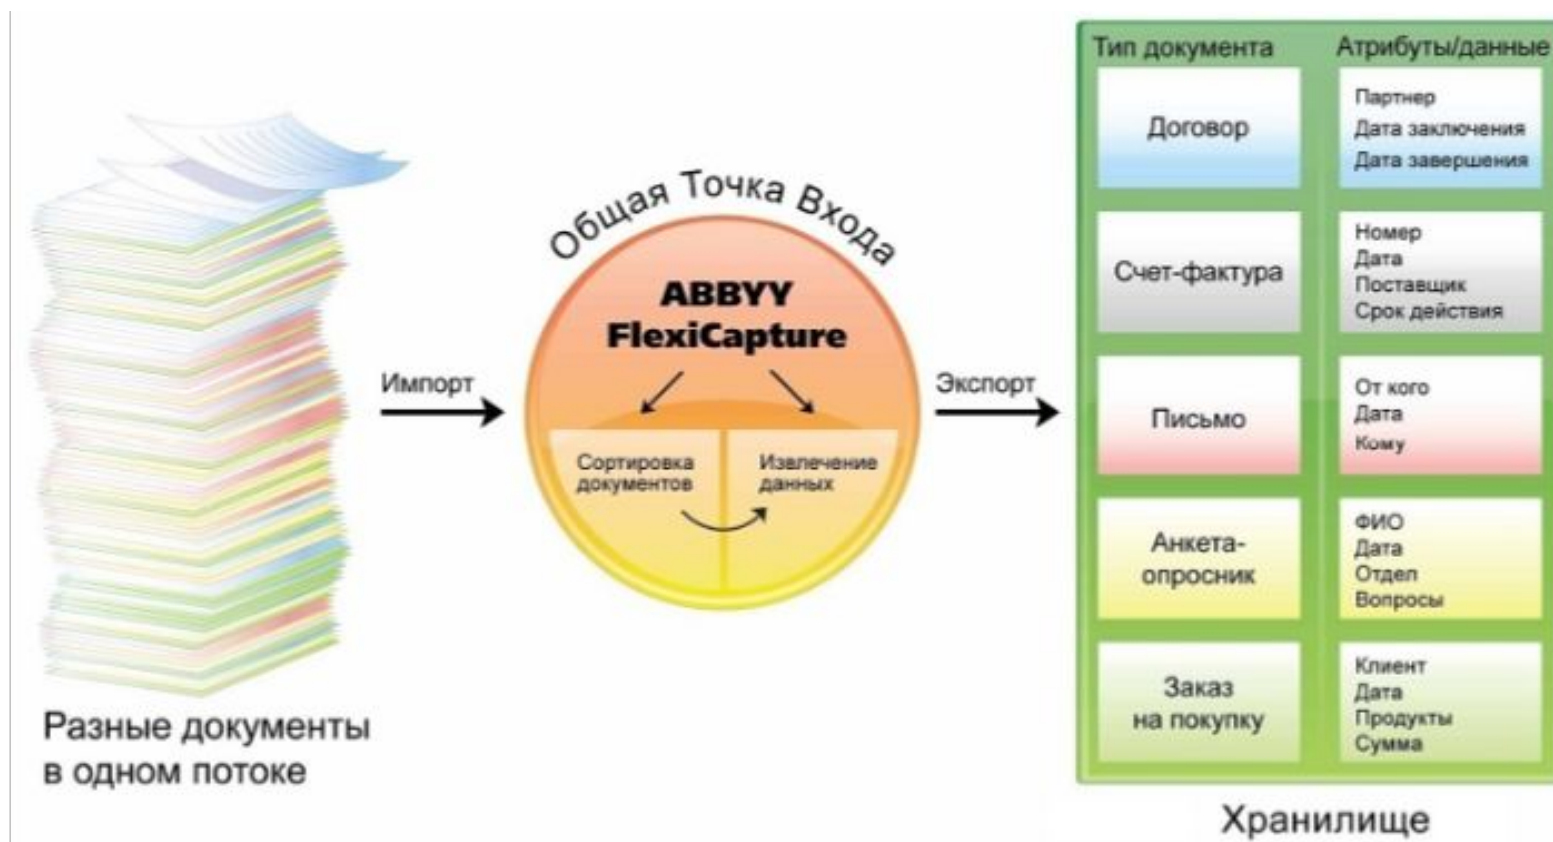 Разные документы
в одном потоке
Импорт
Общая Точка Входа
ABBYY
FlexiCapture
Сортировка
документов
Извлечение
данных
Экспорт
Тип документа
Атрибуты/данные
Договор
Партнер
Дата заключения
Дата завершения
Счет-фактура
Номер
Дата
Поставщик
Срок действия
Письмо
От кого
Дата
Кому
Анкета-
опросник
ФИО
Дата
Отдел
Вопросы
Заказ
на покупку
Клиент
Дата
Продукты
Сумма
Хранилище